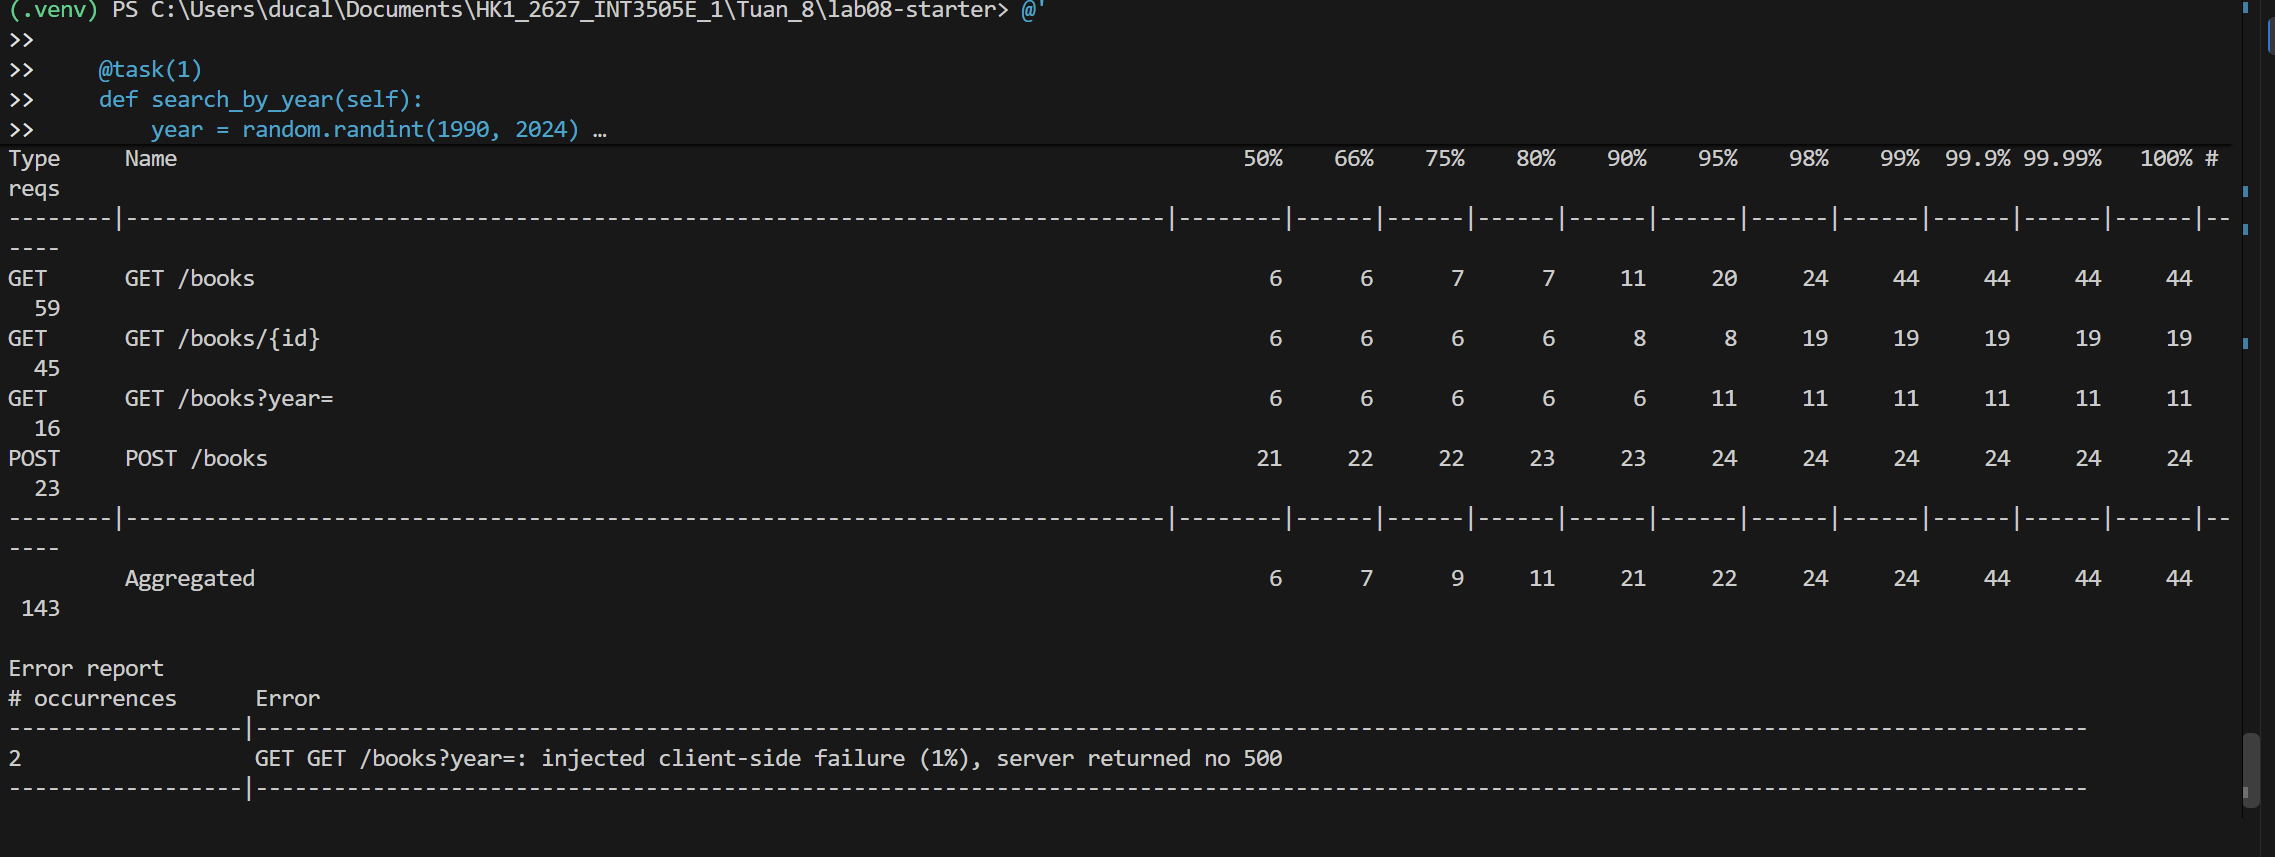 (.venv) PS C:\Users\ducal\Documents\HK1_2627_INT3505E_1\Tuan_8\lab08-starter> @'
>>
>>     @task(1)
>>     def search_by_year(self):
>>         year = random.randint(1990, 2024) …
Type     Name                                                                                  50%    66%    75%    80%    90%    95%    98%    99%  99.9% 99.99%   100% #
reqs
--------|--------------------------------------------------------------------------------|--------|------|------|------|------|------|------|------|------|------|------|--
----
GET      GET /books                                                                              6      6      7      7     11     20     24     44     44     44     44
  59
GET      GET /books/{id}                                                                         6      6      6      6      8      8     19     19     19     19     19
  45
GET      GET /books?year=                                                                        6      6      6      6      6     11     11     11     11     11     11
  16
POST     POST /books                                                                            21     22     22     23     23     24     24     24     24     24     24
  23
--------|--------------------------------------------------------------------------------|--------|------|------|------|------|------|------|------|------|------|------|--
----
         Aggregated                                                                              6      7      9     11     21     22     24     24     44     44     44
 143
Error report
# occurrences      Error
------------------|---------------------------------------------------------------------------------------------------------------------------------------------
2                  GET GET /books?year=: injected client-side failure (1%), server returned no 500
------------------|---------------------------------------------------------------------------------------------------------------------------------------------